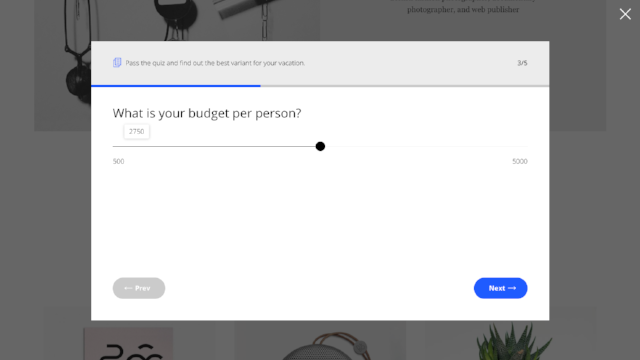 photographer, and web publisher
Pass the quiz and find out the best variant for your vacation.
3/5
What is your budget per person?
2750
500
5000
← Prev
Next →